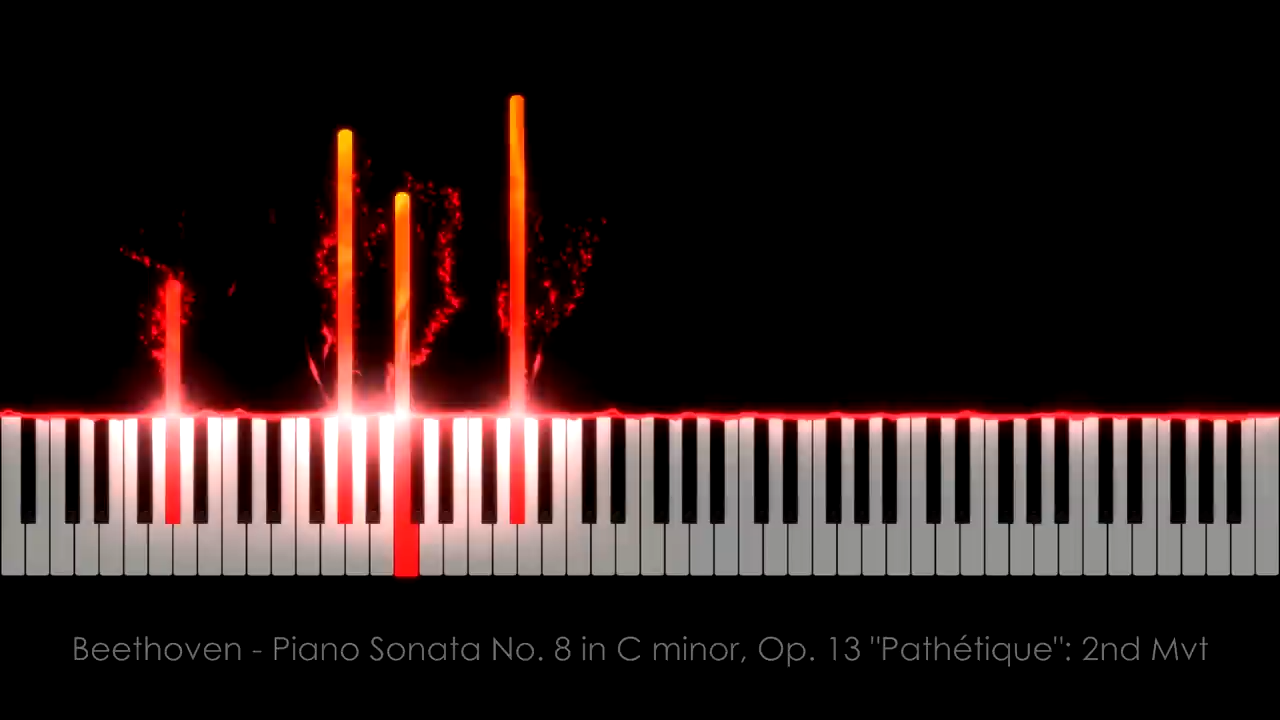 Beethoven - Piano Sonata No. 8 in C minor, Op. 13 "Pathétique": 2nd Mvt